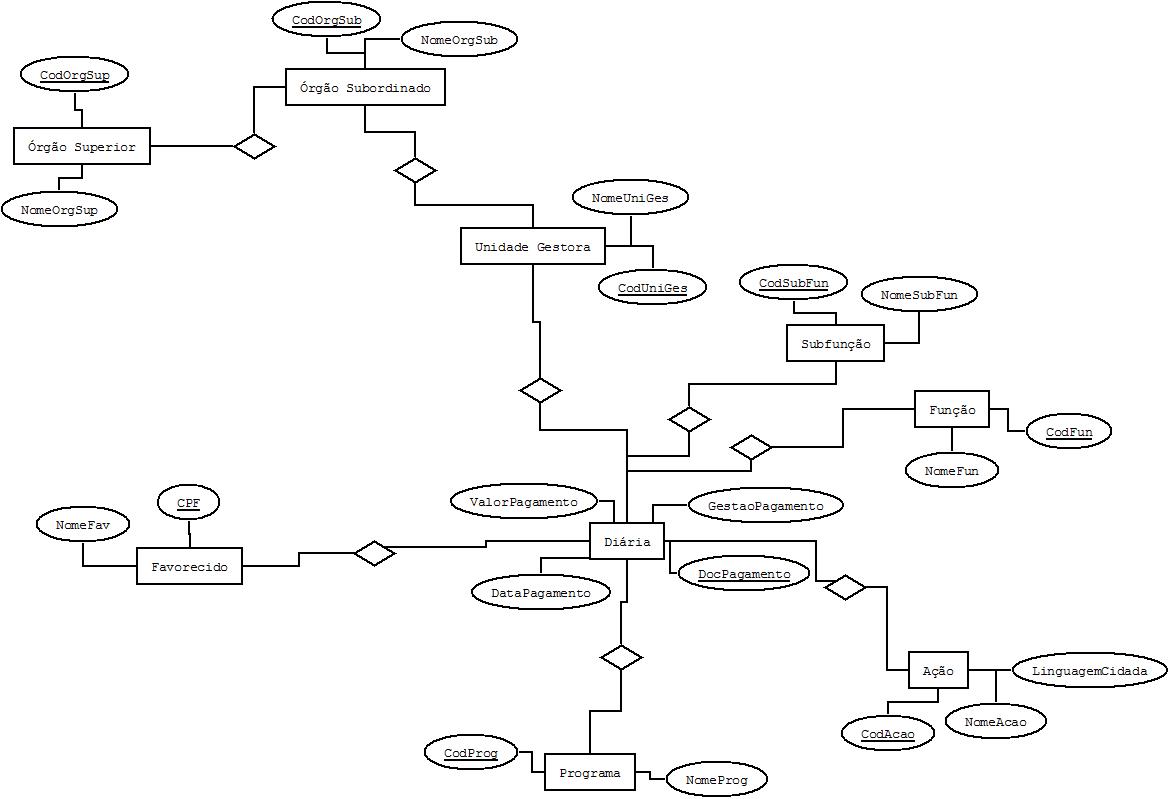 CodOrgSub
NomeOrgSub
CodOrgSup
Órgão Subordinado
Órgão Superior
NomeOrgSup
NomeUniGes
Unidade Gestora
CodUniGes
CodSubFun
NomeSubFun
Subfunção
Função
CodFun
NomeFun
ValorPagamento
GestaoPagamento
CPF
NomeFav
Diária
Favorecido
DocPagamento
DataPagamento
Ação
LinguagemCidada
NomeAcao
CodAcao
CodProg
Programa
NomeProg